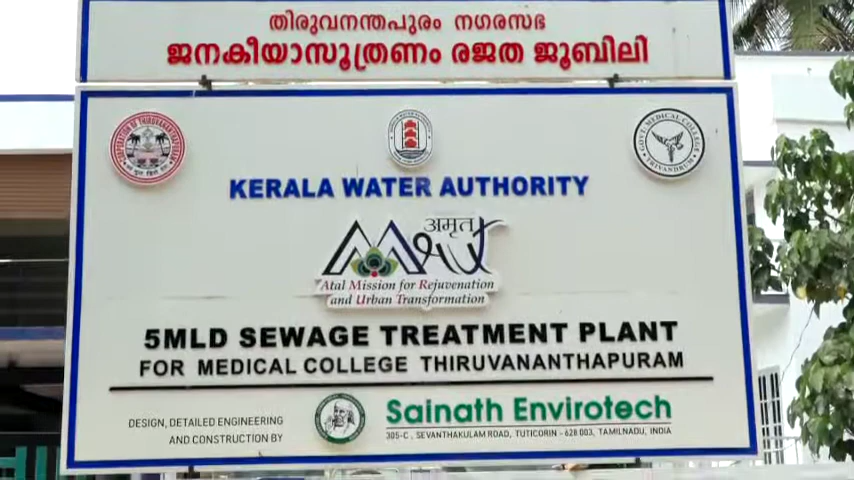 തിരുവനന്തപുരം നഗരസഭ
ജനകീയാസൂത്രണം രജത ജൂബിലി
KERALA WATER AUTHORITY
अमृत
Atal Mission for Rejuvenation
and Urban Transformation
5MLD SEWAGE TREATMENT PLANT
FOR MEDICAL COLLEGE THIRUVANANTHAPURAM
DESIGN, DETAILED ENGINEERING
AND CONSTRUCTION BY
Sainath Envirotech
305-C, SEVANTHAKULAM ROAD, TUTICORIN - 628 003, TAMILNADU, INDIA